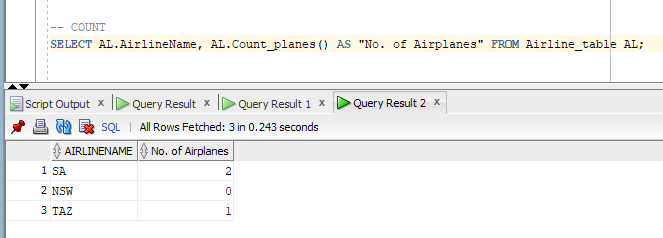 -- COUNT
SELECT AL.AirlineName, AL.Count_planes() AS "No. of Airplanes" FROM Airline_table AL;
Script Output x Query Result x Query Result 1 x Query Result 2 x
SQL | All Rows Fetched: 3 in 0.243 seconds
AIRLINENAME No. of Airplanes
1 SA 2
2 NSW 0
3 TAZ 1